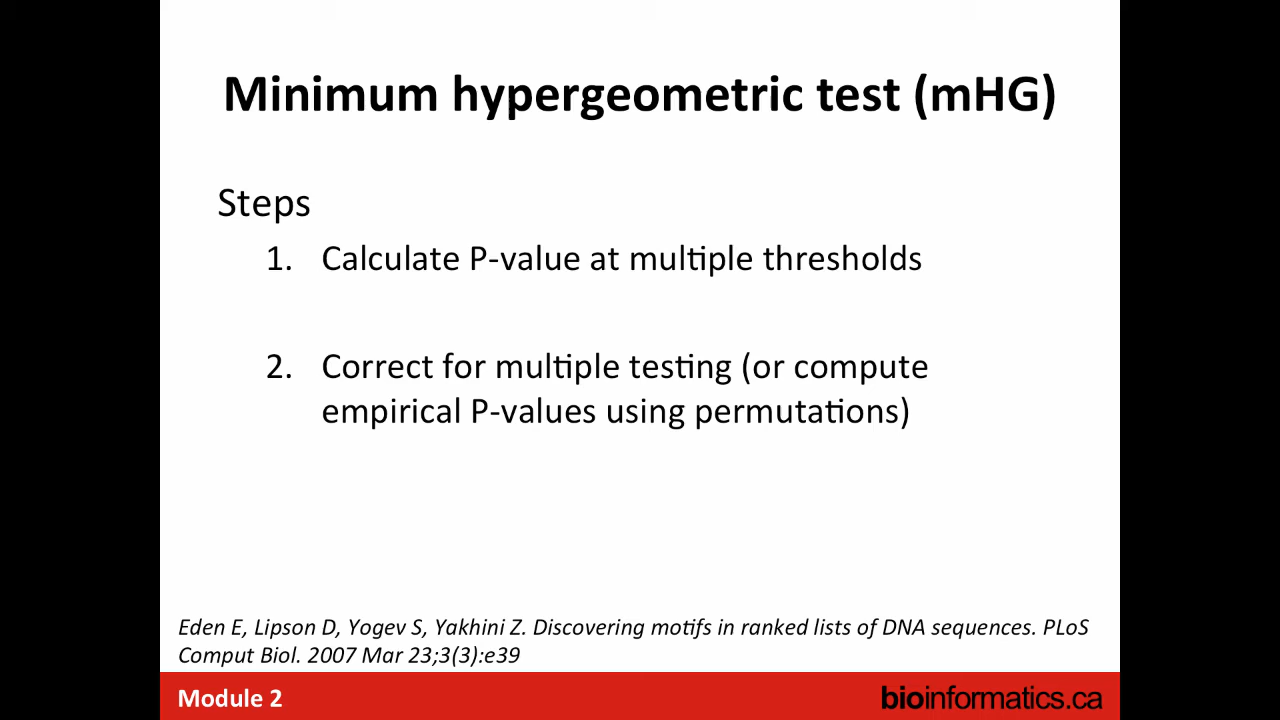 Minimum hypergeometric test (mHG)
Steps
1. Calculate P-value at multiple thresholds
2. Correct for multiple testing (or compute
empirical P-values using permutations)
Eden E, Lipson D, Yogev S, Yakhini Z. Discovering motifs in ranked lists of DNA sequences. PLoS
Comput Biol. 2007 Mar 23;3(3):e39
Module 2
bioinformatics.ca